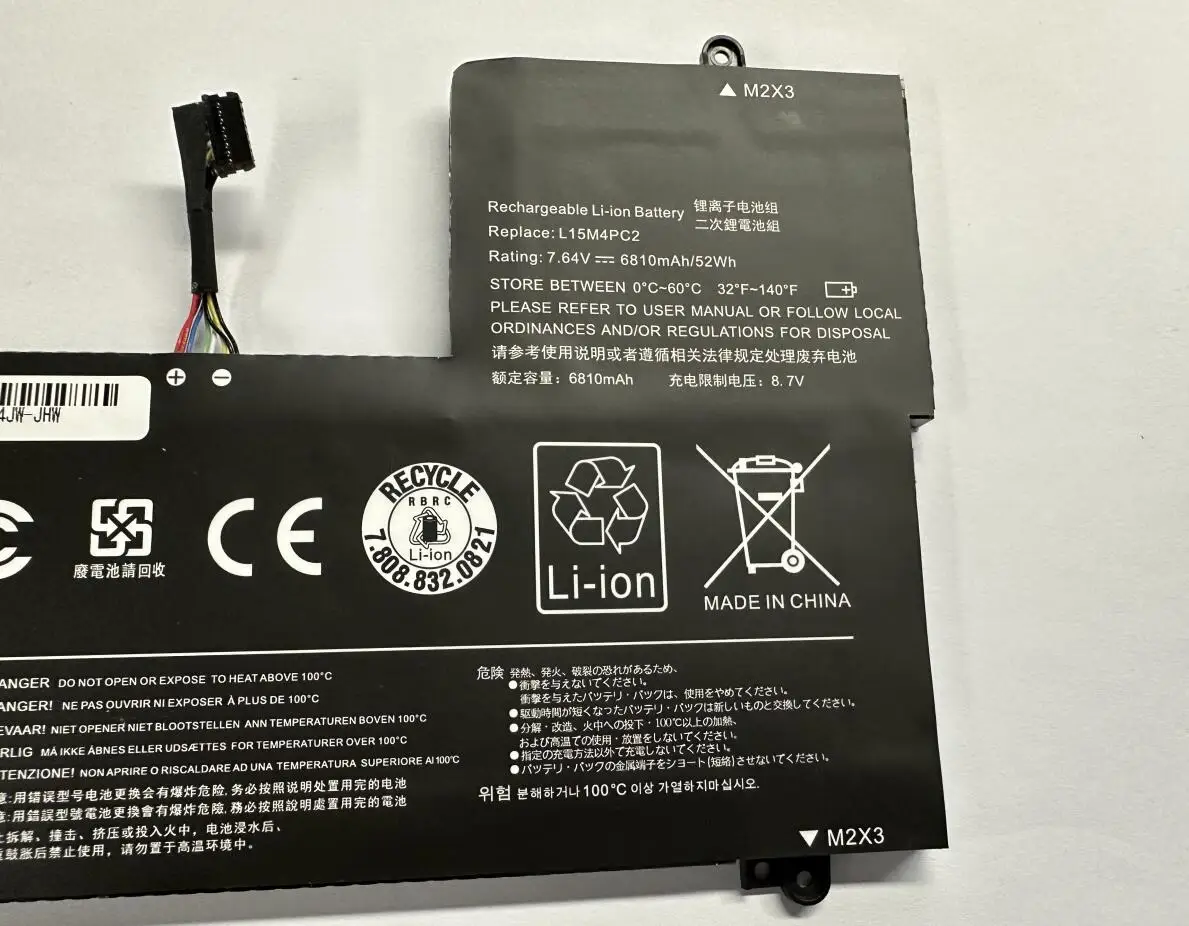 ▲ M2X3
Rechargeable Li-ion Battery 锂离子电池组
二次鋰電池組
Replace: L15M4PC2
Rating: 7.64V ⎓ 6810mAh/52Wh
STORE BETWEEN 0°C~60°C 32°F~140°F
PLEASE REFER TO USER MANUAL OR FOLLOW LOCAL
ORDINANCES AND/OR REGULATIONS FOR DISPOSAL
请参考使用说明或者遵循相关法律规定处理废弃电池
额定容量: 6810mAh 充电限制电压: 8.7V
+ −
4JW-JHW
廢電池請回收
CE
RECYCLE
RBRC
Li-ion
7.808.832.0821
Li-ion
MADE IN CHINA
ANGER DO NOT OPEN OR EXPOSE TO HEAT ABOVE 100°C
ANGER! NE PAS OUVRIR NI EXPOSER À PLUS DE 100°C
EVAAR! NIET OPENER NIET BLOOTSTELLEN ANN TEMPERATUREN BOVEN 100°C
RLIG MÅ IKKE ÅBNES ELLER UDSÆTTES FOR TEMPERATURER OVER 100°C
TENZIONE! NON APRIRE O RISCALDARE AD UNA TEMPERATURA SUPERIORE AI 100°C
意:用错误型号电池更换会有爆炸危险,务必按照说明处置用完的电池
意:用錯誤型號電池更換會有爆炸危險,務必按照說明處置用完的電池
止拆解、撞击、挤压或投入火中，电池浸水后、
鼓胀后禁止使用，请勿置于高温环境中。
危険 発熱、発火、破裂の恐れがあるため、
●衝撃を与えないでください。
衝撃を与えたバッテリ・パックは、使用をやめてください。
●駆動時間が短くなったバッテリ・パックは新しいものと交換してください。
●分解・改造、火中への投下・100℃以上の加熱、
および高温での使用・放置をしないでください。
●指定の充電方法以外で充電しないでください。
●バッテリ・パックの金属端子をショート(短絡)させないでください。
위험 분해하거나 100°C 이상 가열하지마십시오.
▼ M2X3